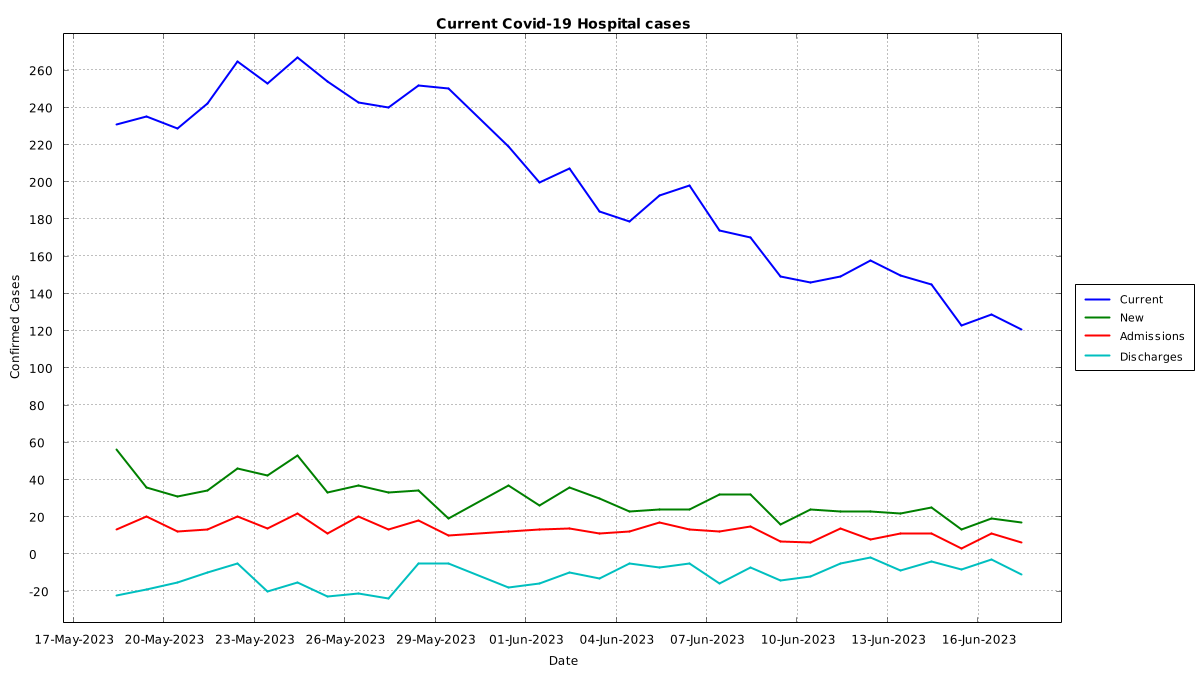 Current Covid-19 Hospital cases
260
240
220
200
180
160
140
120
100
80
60
40
20
0
-20
Confirmed Cases
17-May-2023 20-May-2023 23-May-2023 26-May-2023 29-May-2023 01-Jun-2023 04-Jun-2023 07-Jun-2023 10-Jun-2023 13-Jun-2023 16-Jun-2023
Date
Current
New
Admissions
Discharges